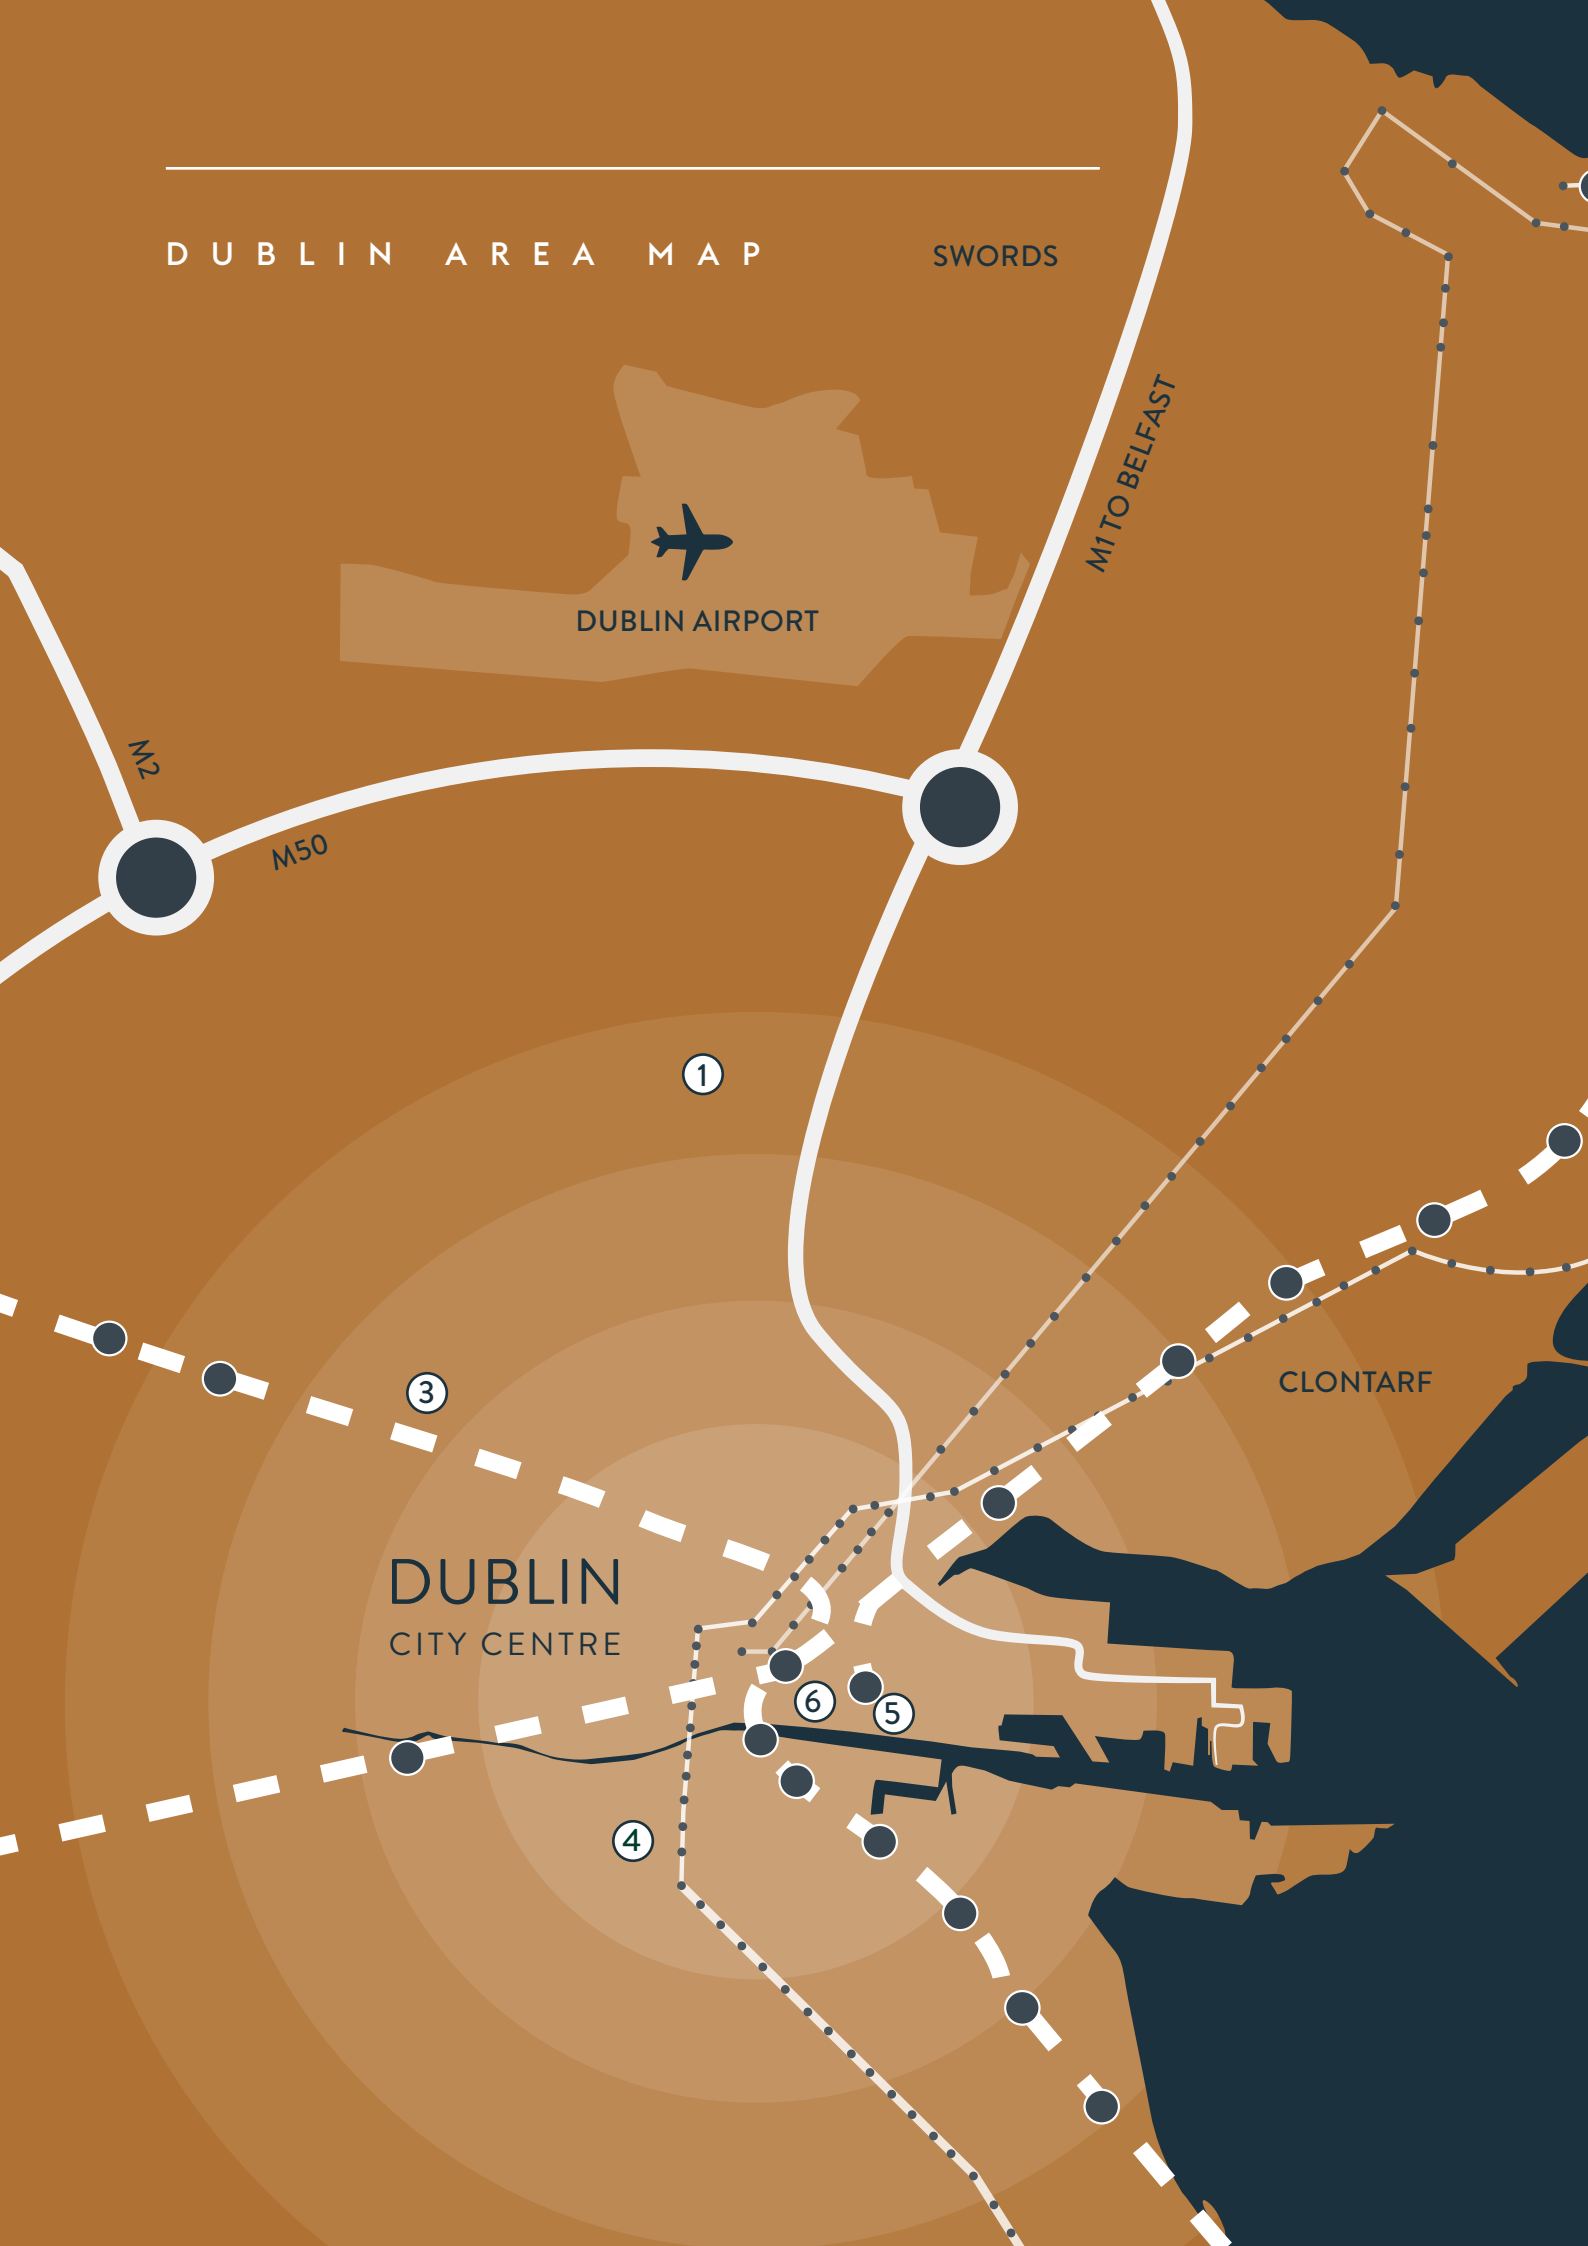 DUBLIN AREA MAP
SWORDS
M1 TO BELFAST
DUBLIN AIRPORT
M2
M50
1
3
CLONTARF
DUBLIN
CITY CENTRE
6
5
4